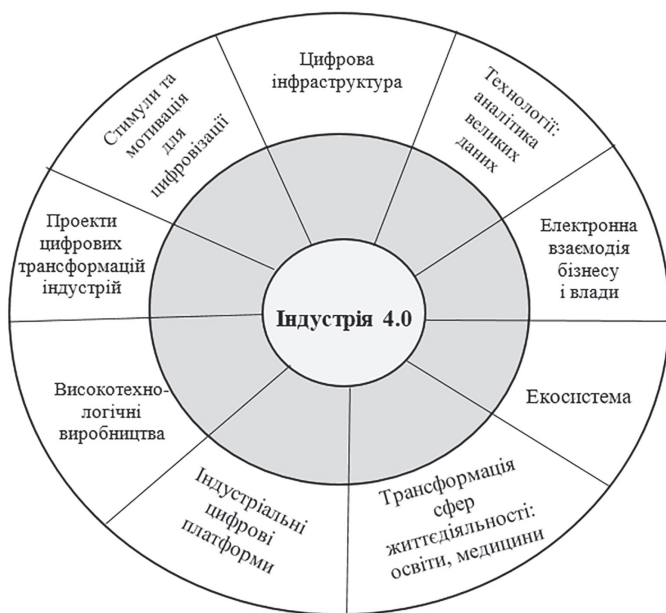 Цифрова
інфраструктура
Технології:
аналітика
великих
даних
Електронна
взаємодія
бізнесу
і влади
Екосистема
Трансформація
сфер
життєдіяльності:
освіти, медицини
Індустріальні
цифрові
платформи
Високотехно-
логічні
виробництва
Проекти
цифрових
трансформацій
індустрій
Стимули та
мотивація
для
цифровізації
Індустрія 4.0